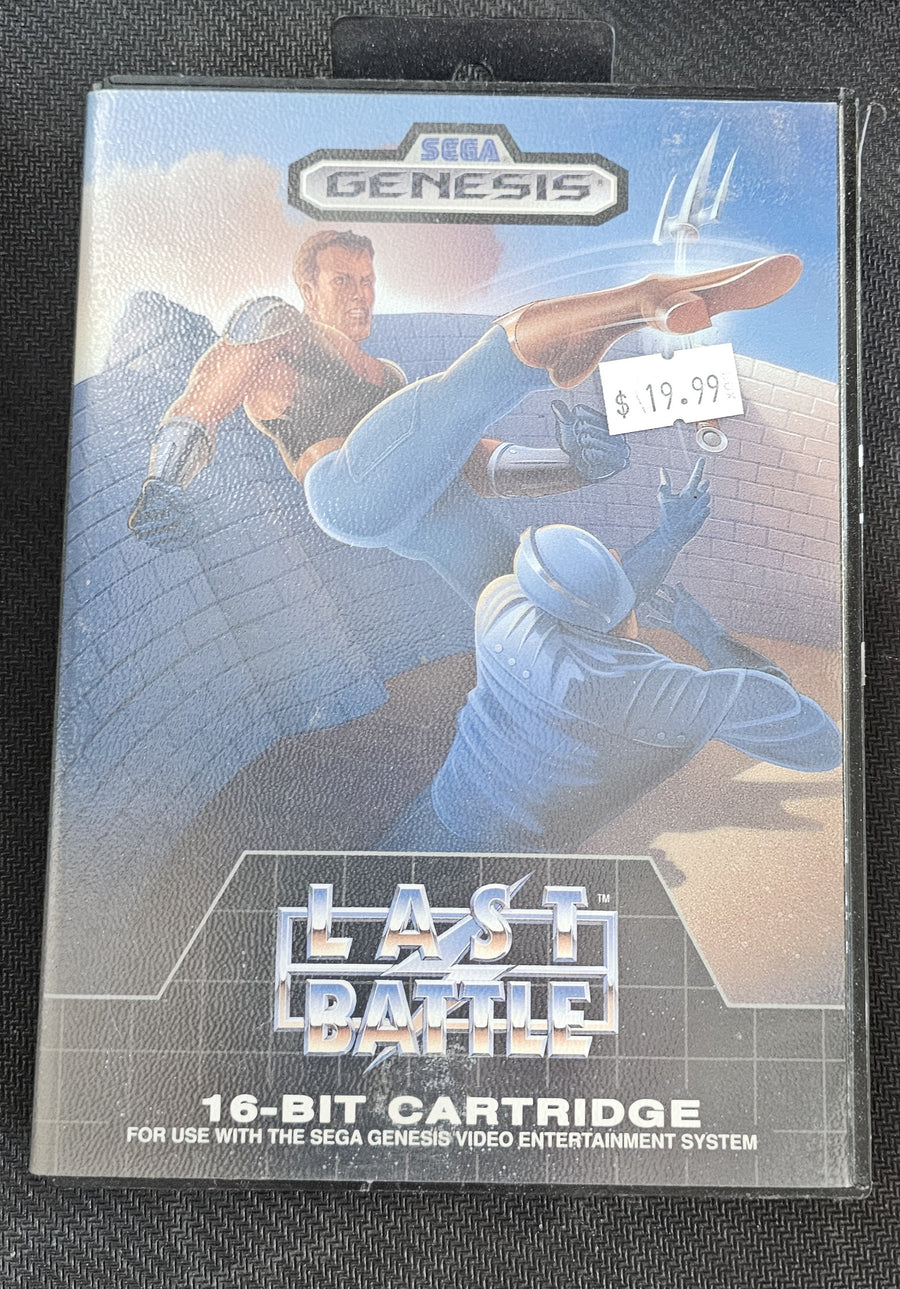 SEGA
GENESIS
$ 19.99
LAST
TM
BATTLE
16-BIT CARTRIDGE
FOR USE WITH THE SEGA GENESIS VIDEO ENTERTAINMENT SYSTEM